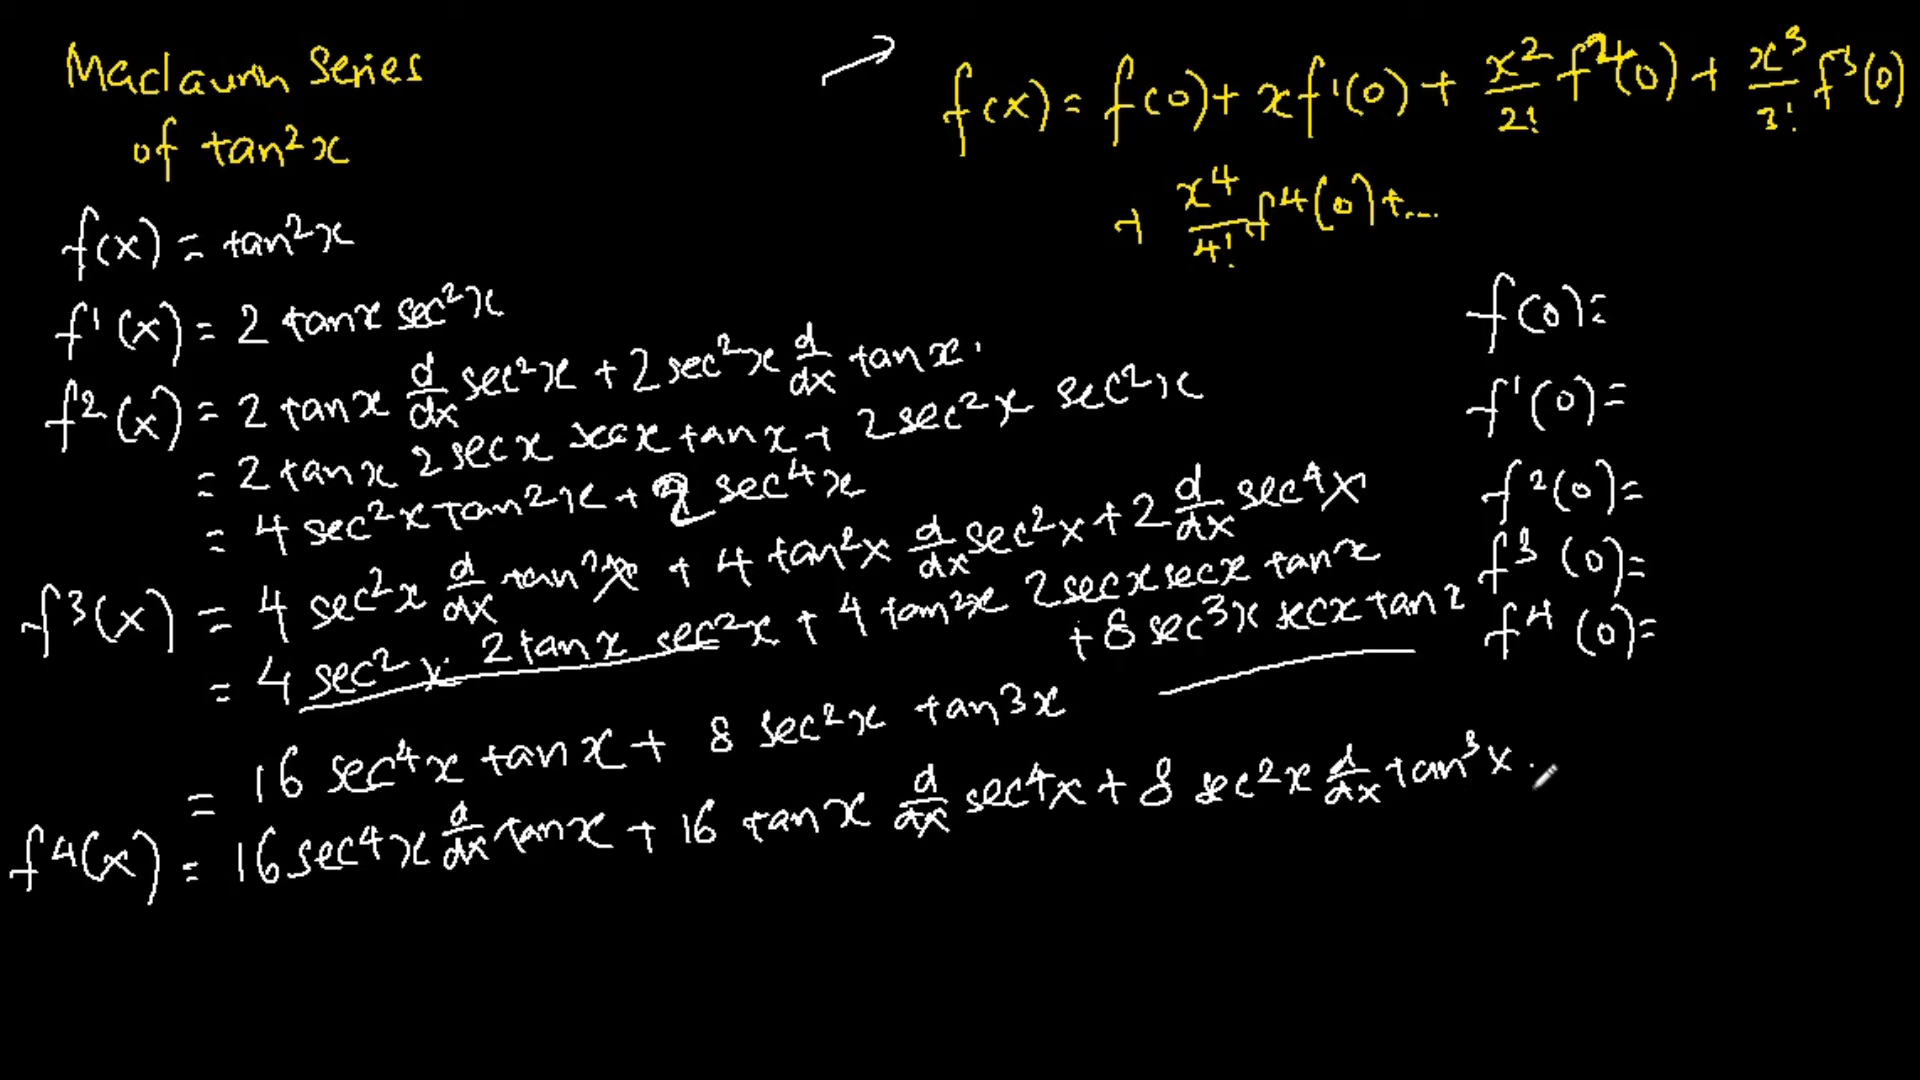 Maclaurin Series
of tan²x
f(x) = f(0) + x f'(0) + x²/2! f²(0) + x³/3! f³(0)
+ x⁴/4! f⁴(0) + ...
f(x) = tan²x
f'(x) = 2 tanx sec²x
f²(x) = 2 tanx d/dx sec²x + 2 sec²x d/dx tanx.
= 2 tanx 2 secx secx tanx + 2 sec²x sec²x
= 4 sec²x tan²x + 2 sec⁴x
f³(x) = 4 sec²x d/dx tan²x + 4 tan²x d/dx sec²x + 2 d/dx sec⁴x
= 4 sec²x. 2 tanx sec²x + 4 tan²x 2 secx secx tanx
+ 8 sec³x secx tan2
= 16 sec⁴x tanx + 8 sec²x tan³x
f⁴(x) = 16 sec⁴x d/dx tanx + 16 tanx d/dx sec⁴x + 8 sec²x d/dx tan³x.
f(0) =
f'(0) =
f²(0) =
f³(0) =
f⁴(0) =